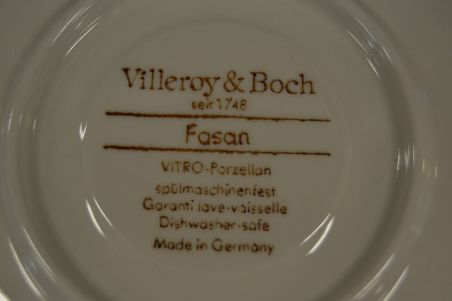 Villeroy & Boch
seit 1748
Fasan
VITRO-Porzellan
spülmaschinenfest
Garanti lave-vaisselle
Dishwasher-safe
Made in Germany